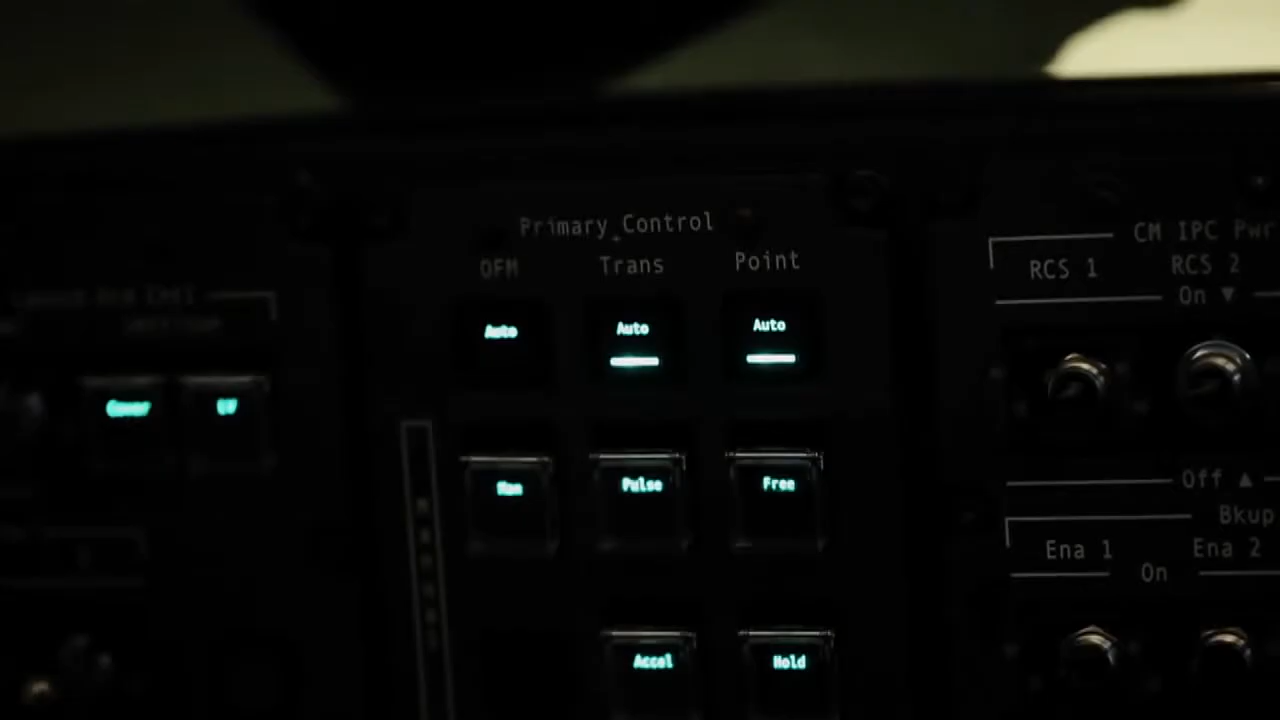 Primary Control
OFM Trans Point
Auto Auto Auto
Man Pulse Free
Accel Hold
Cover
CM IPC Pwr
RCS 1 RCS 2
On ▼
Off ▲
Bkup
Ena 1 Ena 2
On